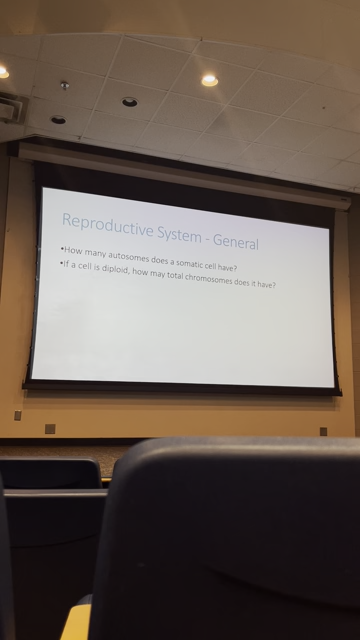 Reproductive System - General
•How many autosomes does a somatic cell have?
•If a cell is diploid, how may total chromosomes does it have?